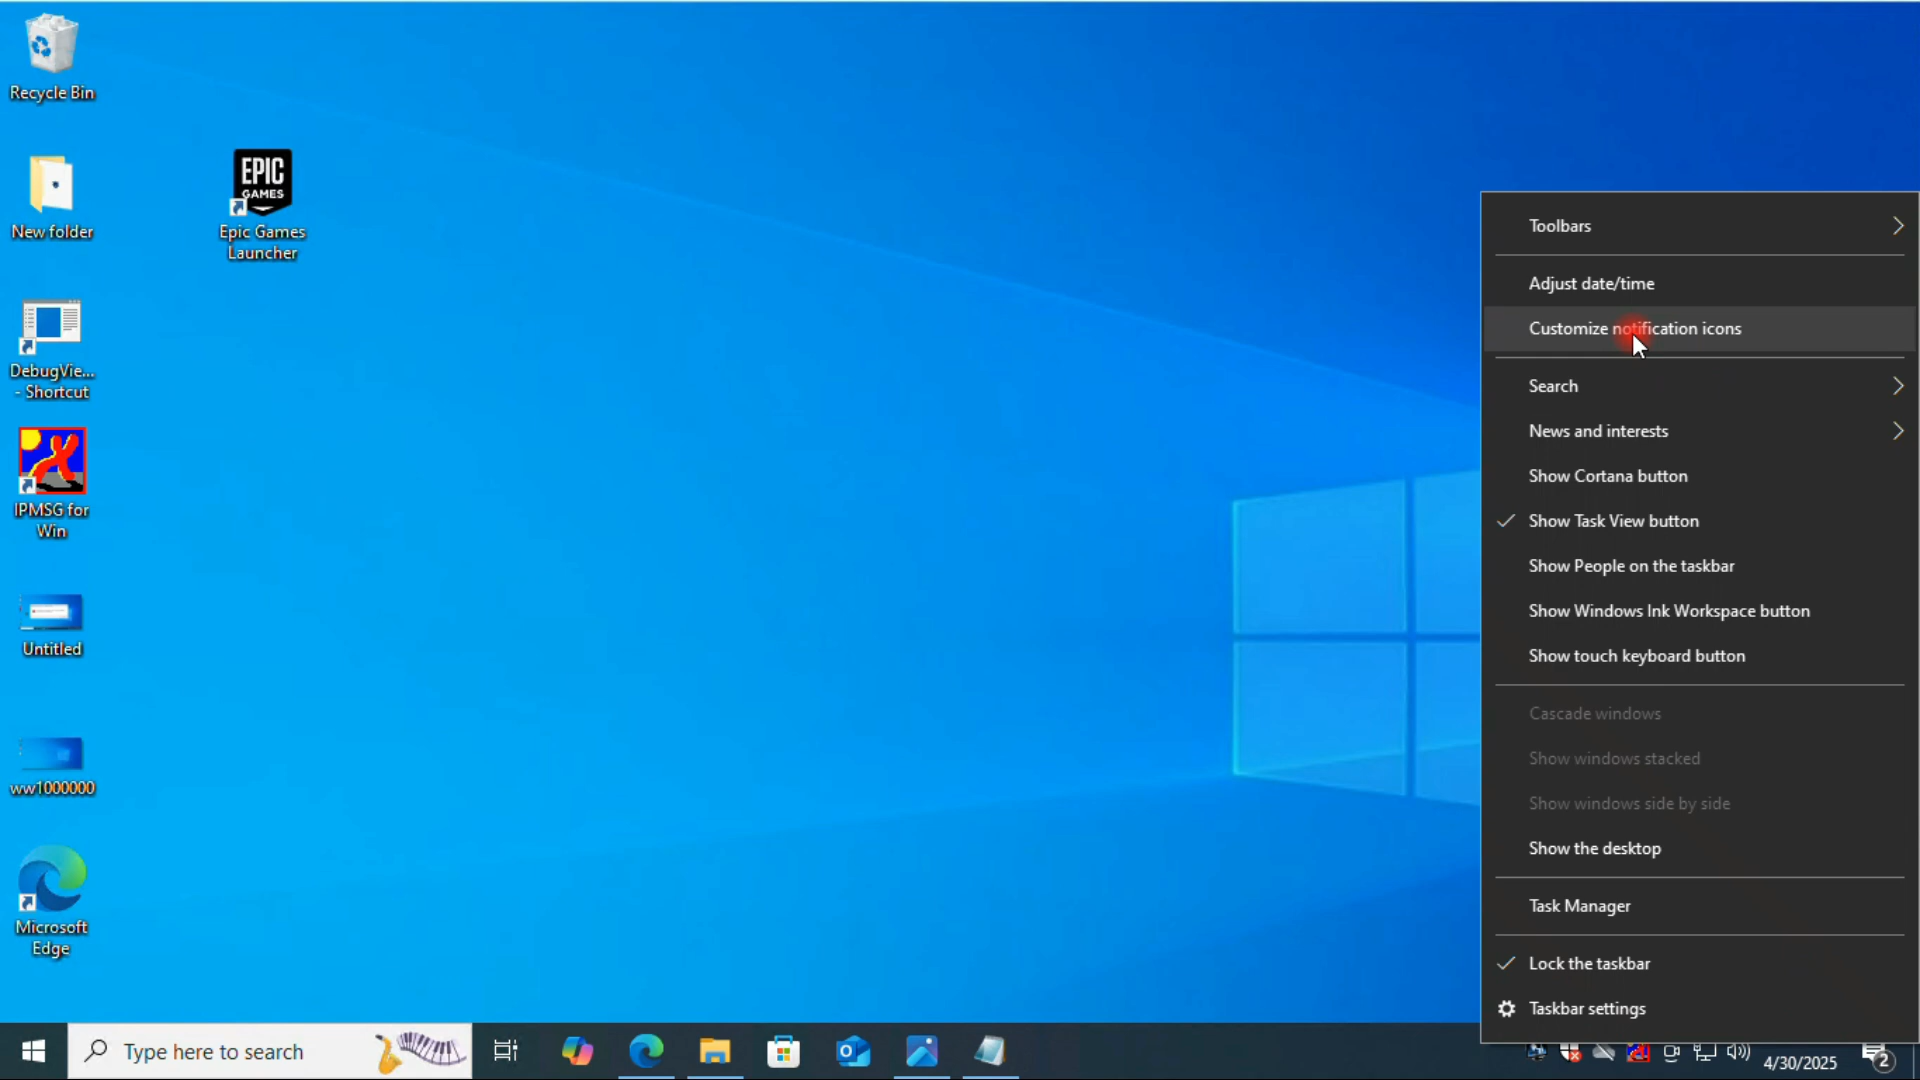 Recycle Bin
New folder
EPIC
GAMES
Epic Games
Launcher
DebugVie...
- Shortcut
IPMSG for
Win
Untitled
ww1000000
Microsoft
Edge
Toolbars
Adjust date/time
Customize notification icons
Search
News and interests
Show Cortana button
Show Task View button
Show People on the taskbar
Show Windows Ink Workspace button
Show touch keyboard button
Cascade windows
Show windows stacked
Show windows side by side
Show the desktop
Task Manager
Lock the taskbar
Taskbar settings
Type here to search
4/30/2025
2